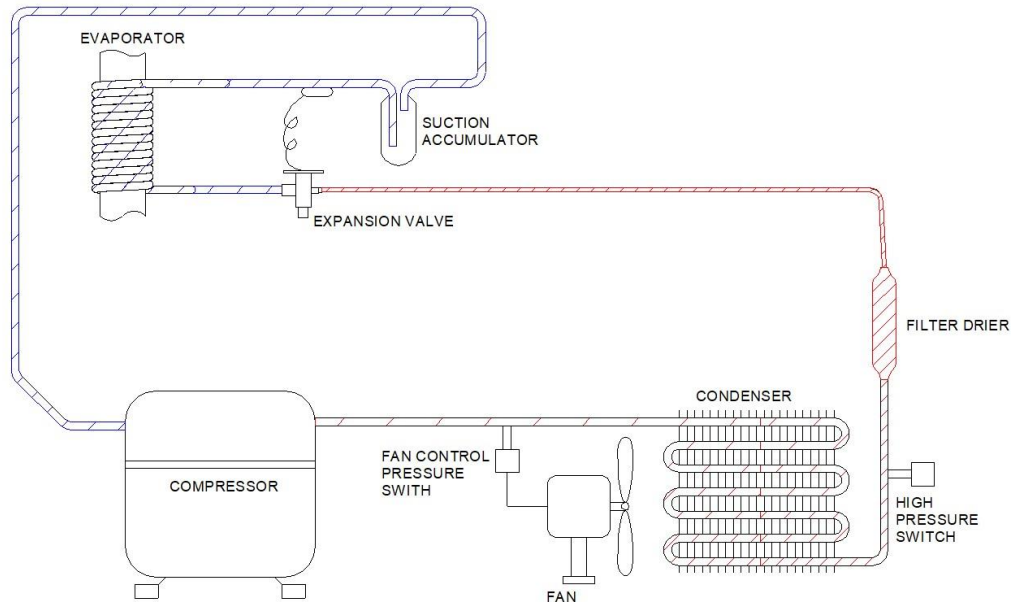 EVAPORATOR
SUCTION
ACCUMULATOR
EXPANSION VALVE
FILTER DRIER
CONDENSER
FAN CONTROL
PRESSURE
SWITH
COMPRESSOR
HIGH
PRESSURE
SWITCH
FAN